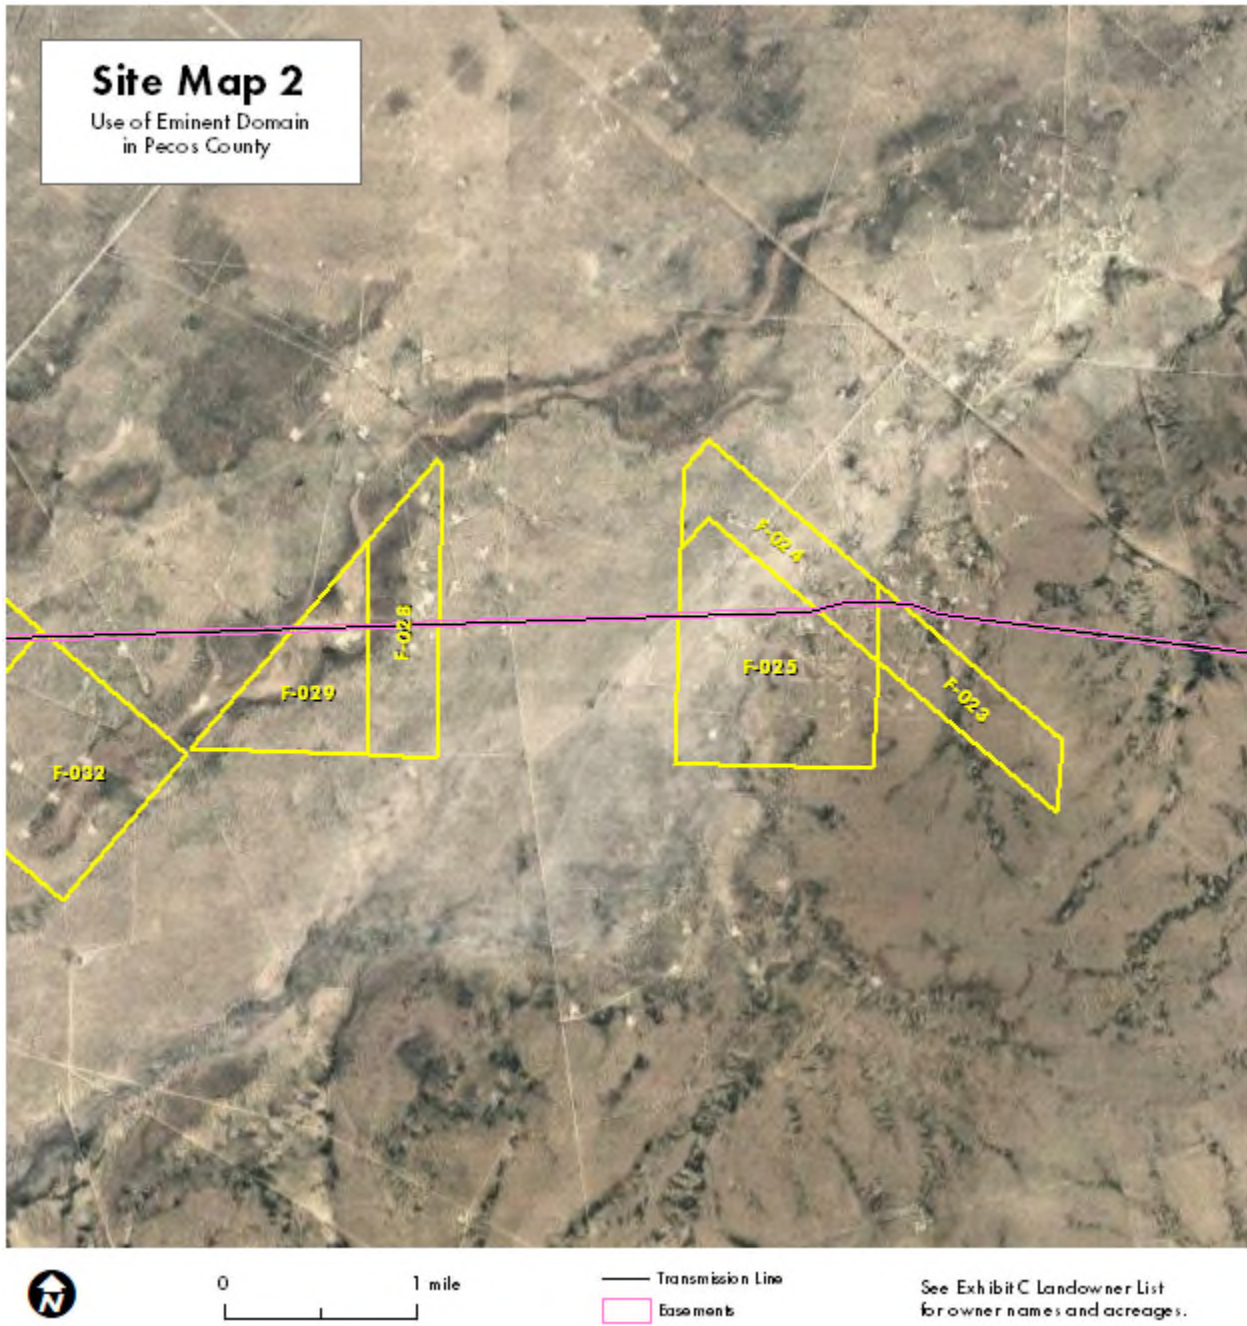 Site Map 2
Use of Eminent Domain
in Pecos County
F-024
F-028
F-025
F-029
F-023
F-032
N
0 1 mile
Transmission Line
Easements
See Exhibit C Landowner List
for owner names and acreages.